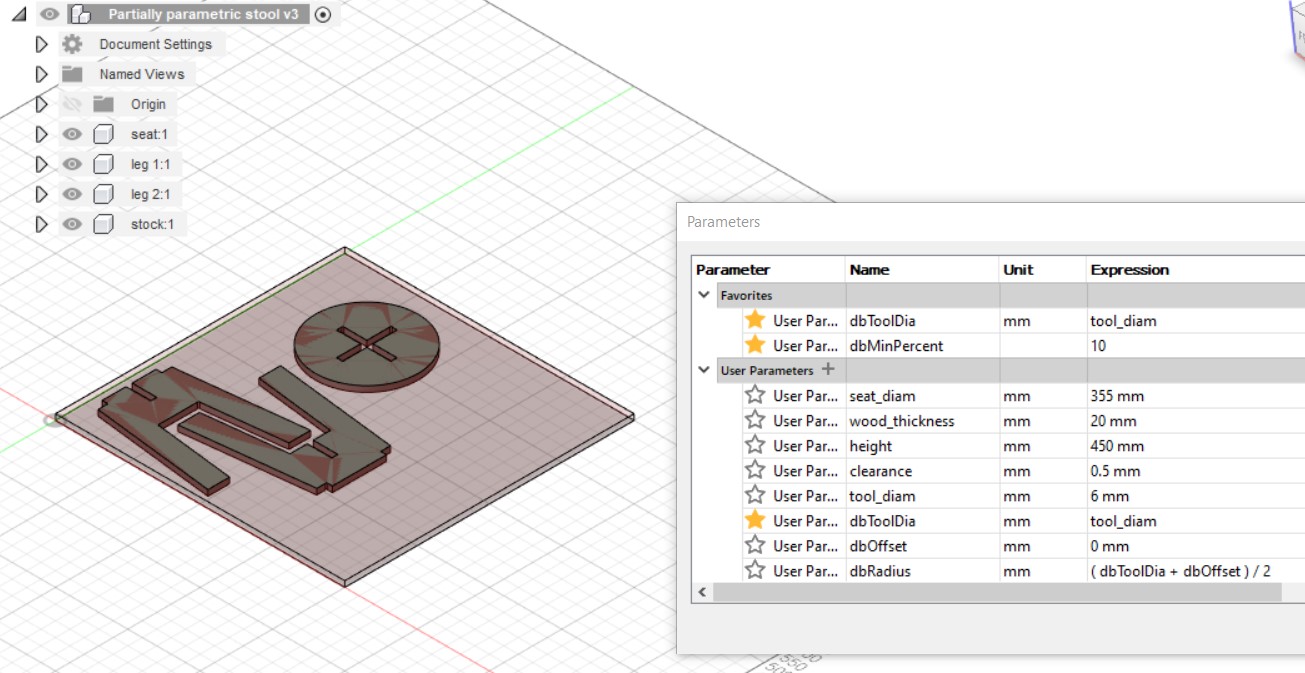 Partially parametric stool v3
Document Settings
Named Views
Origin
seat:1
leg 1:1
leg 2:1
stock:1
Parameters
Parameter Name Unit Expression
Favorites
User Par... dbToolDia mm tool_diam
User Par... dbMinPercent 10
User Parameters +
User Par... seat_diam mm 355 mm
User Par... wood_thickness mm 20 mm
User Par... height mm 450 mm
User Par... clearance mm 0.5 mm
User Par... tool_diam mm 6 mm
User Par... dbToolDia mm tool_diam
User Par... dbOffset mm 0 mm
User Par... dbRadius mm ( dbToolDia + dbOffset ) / 2